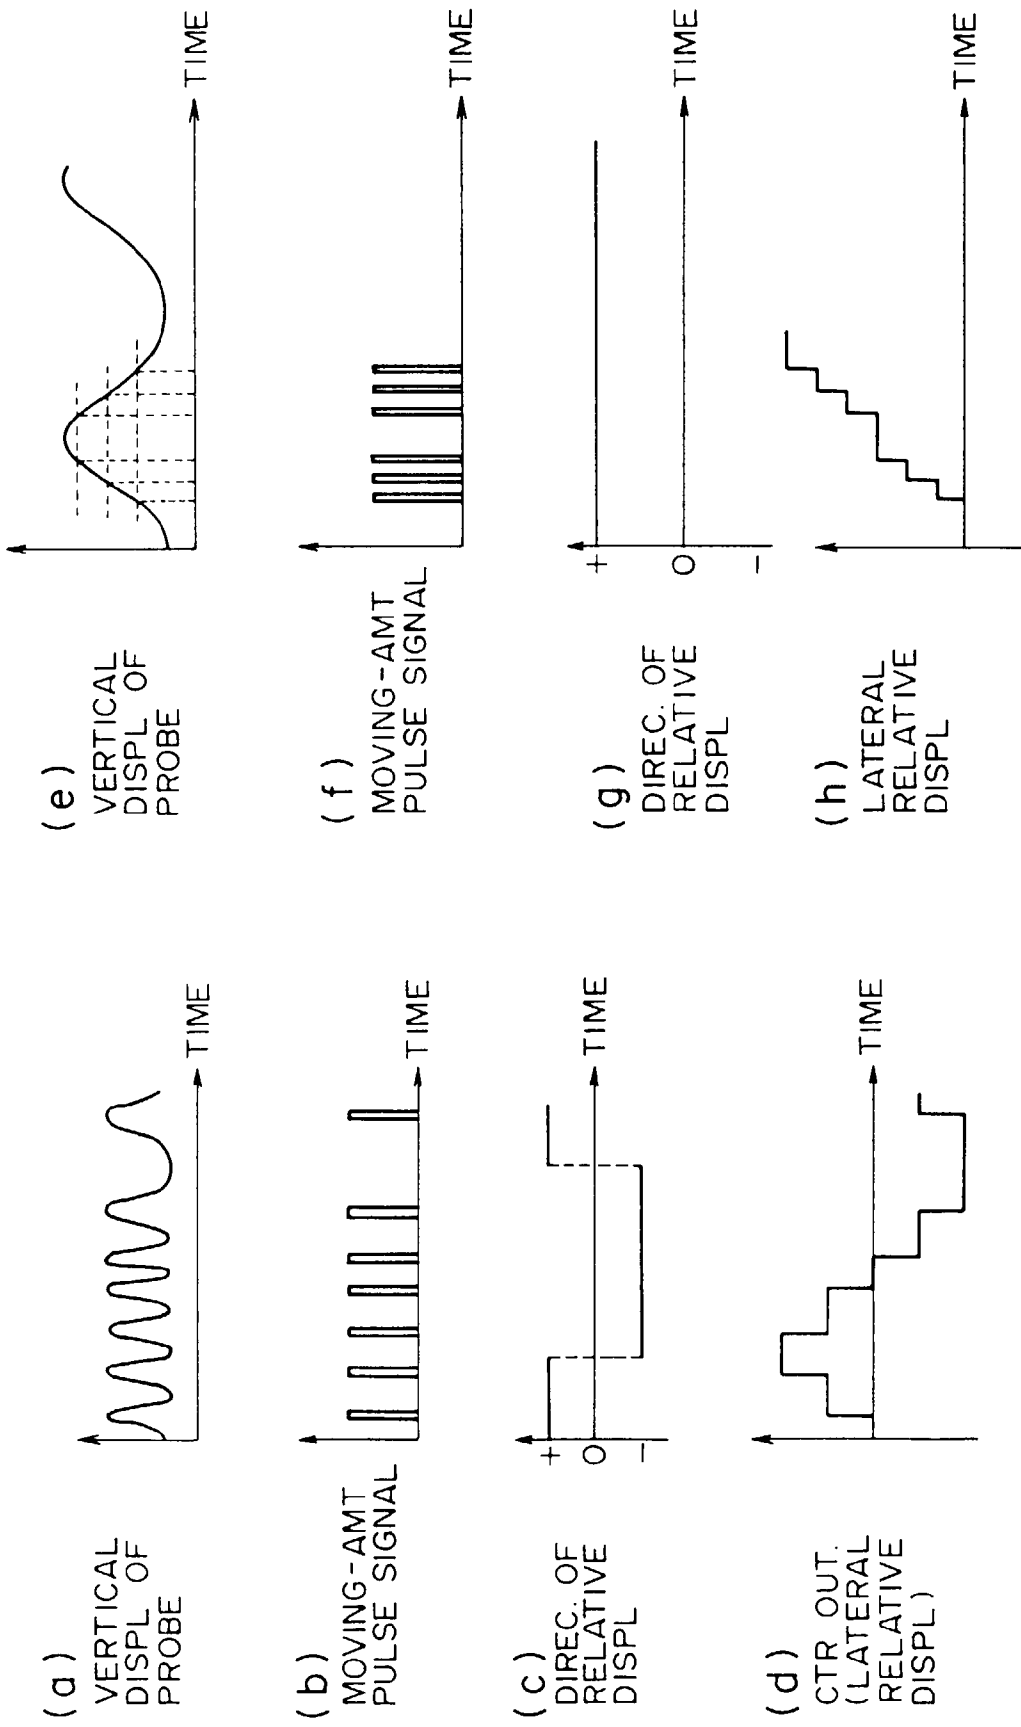 (a)
VERTICAL
DISPL OF
PROBE
TIME
(b)
MOVING-AMT
PULSE SIGNAL
TIME
(c)
DIREC. OF
RELATIVE
DISPL
+
0
-
TIME
(d)
CTR OUT.
(LATERAL
RELATIVE
DISPL)
TIME
(e)
VERTICAL
DISPL OF
PROBE
TIME
(f)
MOVING-AMT
PULSE SIGNAL
TIME
(g)
DIREC. OF
RELATIVE
DISPL
+
0
-
TIME
(h)
LATERAL
RELATIVE
DISPL
TIME